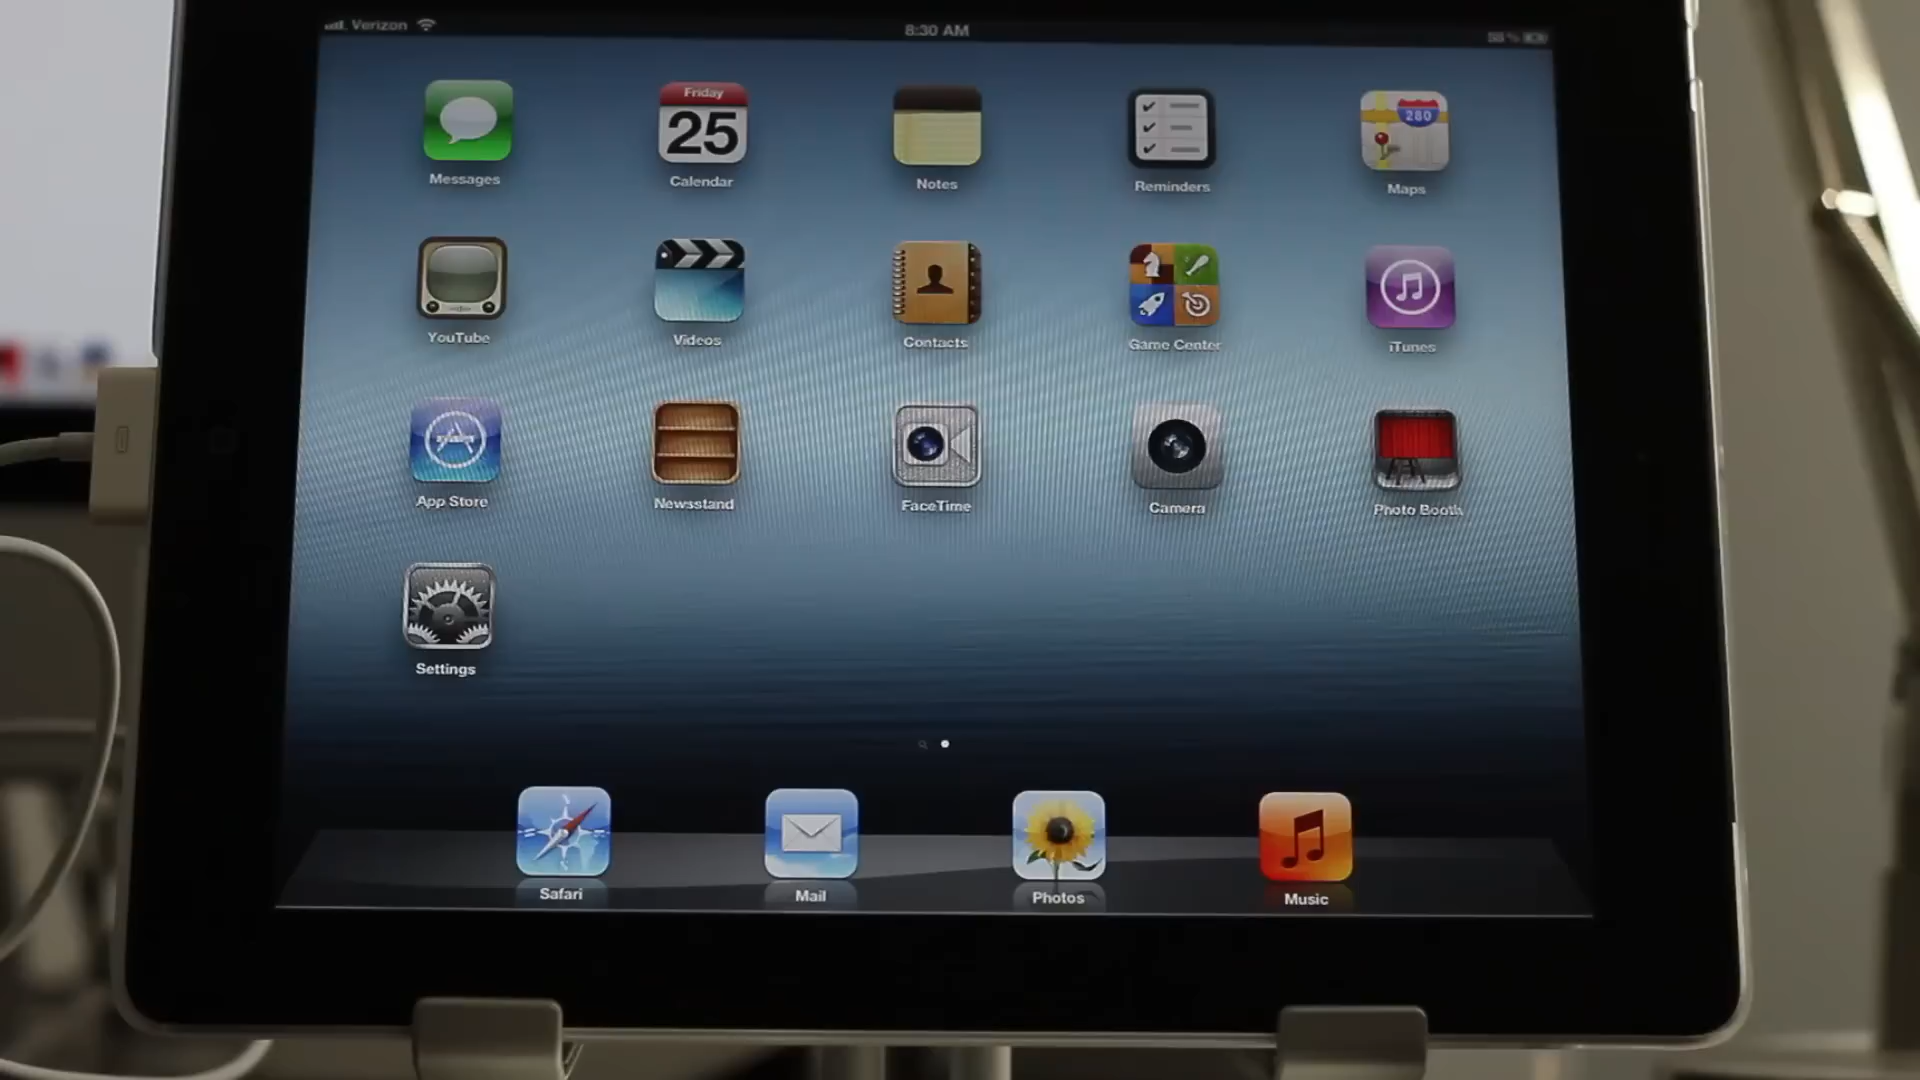 Verizon
8:30 AM
Friday
25
280
Messages
Calendar
Notes
Reminders
Maps
YouTube
Videos
Contacts
Game Center
iTunes
App Store
Newsstand
FaceTime
Camera
Photo Booth
Settings
Safari
Mail
Photos
Music